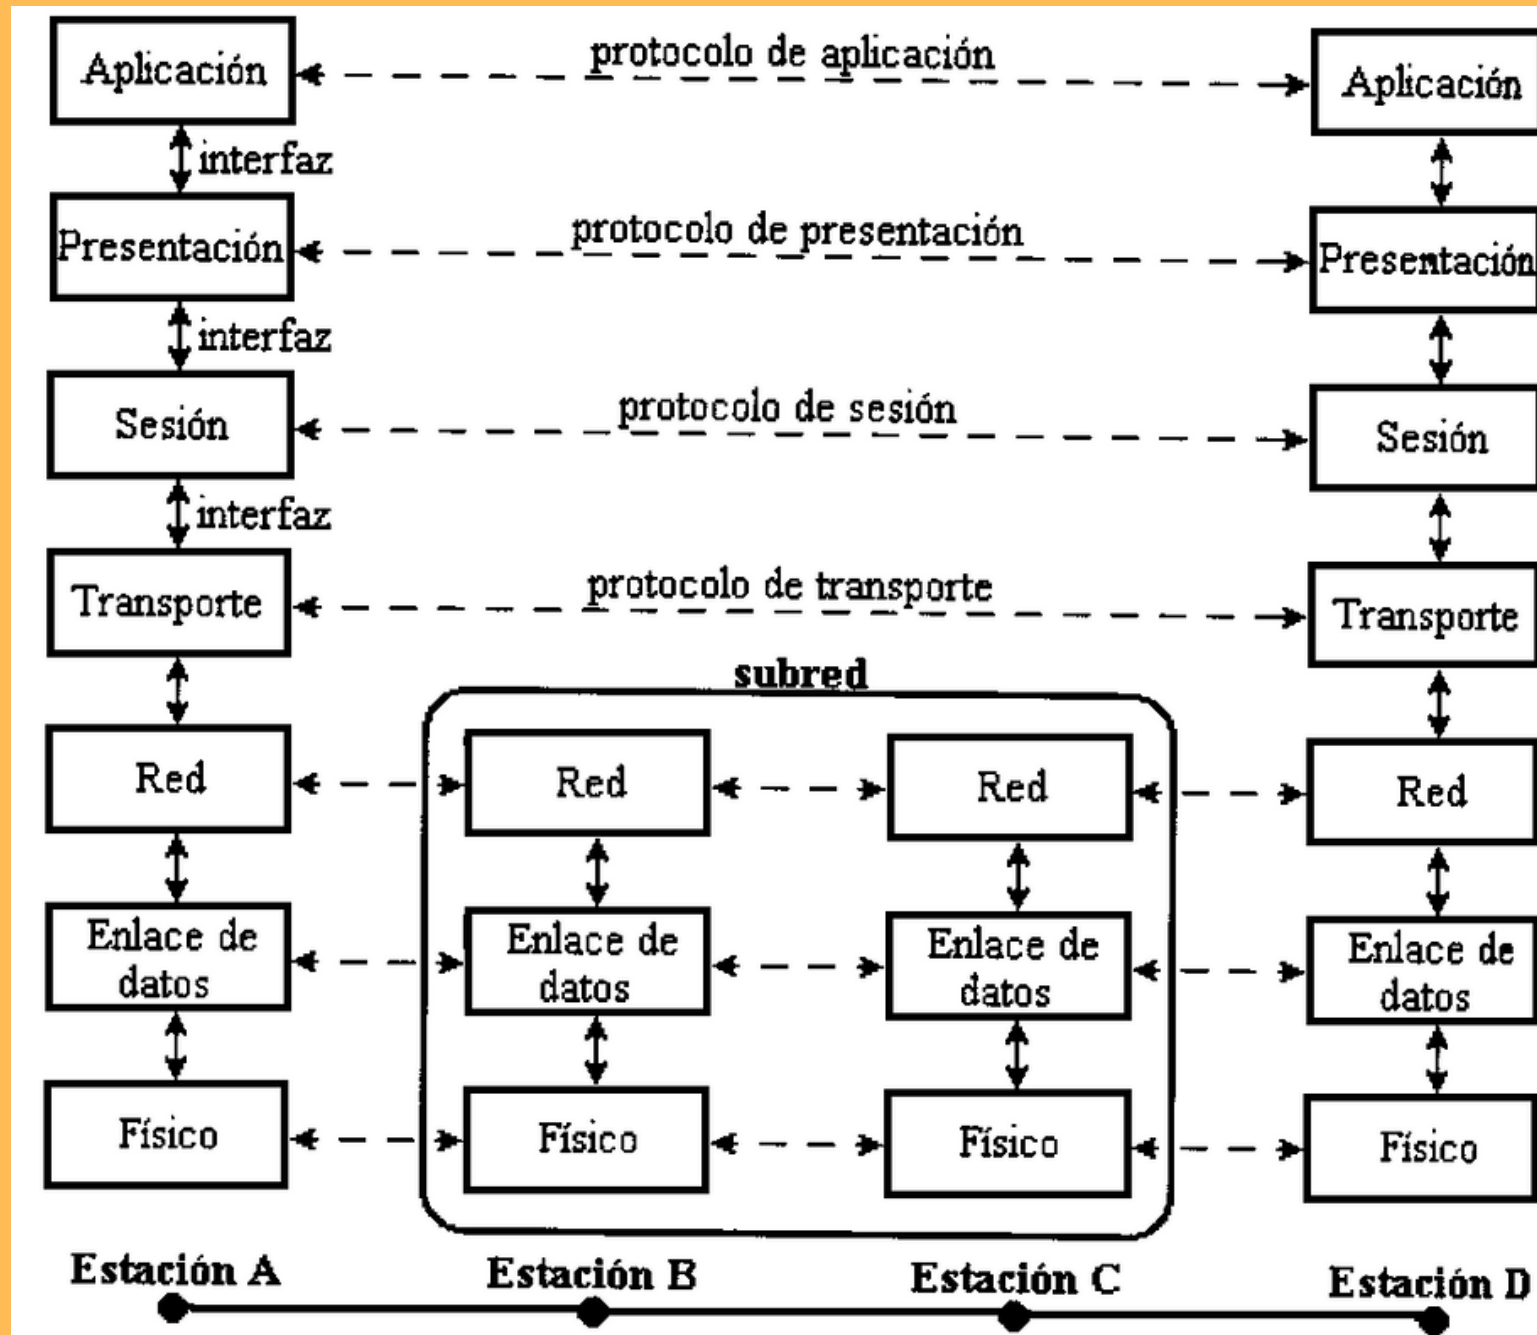 Aplicación
protocolo de aplicación
Aplicación
interfaz
Presentación
protocolo de presentación
Presentación
interfaz
Sesión
protocolo de sesión
Sesión
interfaz
Transporte
protocolo de transporte
Transporte
subred
Red
Red
Red
Red
Enlace de
datos
Enlace de
datos
Enlace de
datos
Enlace de
datos
Físico
Físico
Físico
Físico
Estación A
Estación B
Estación C
Estación D